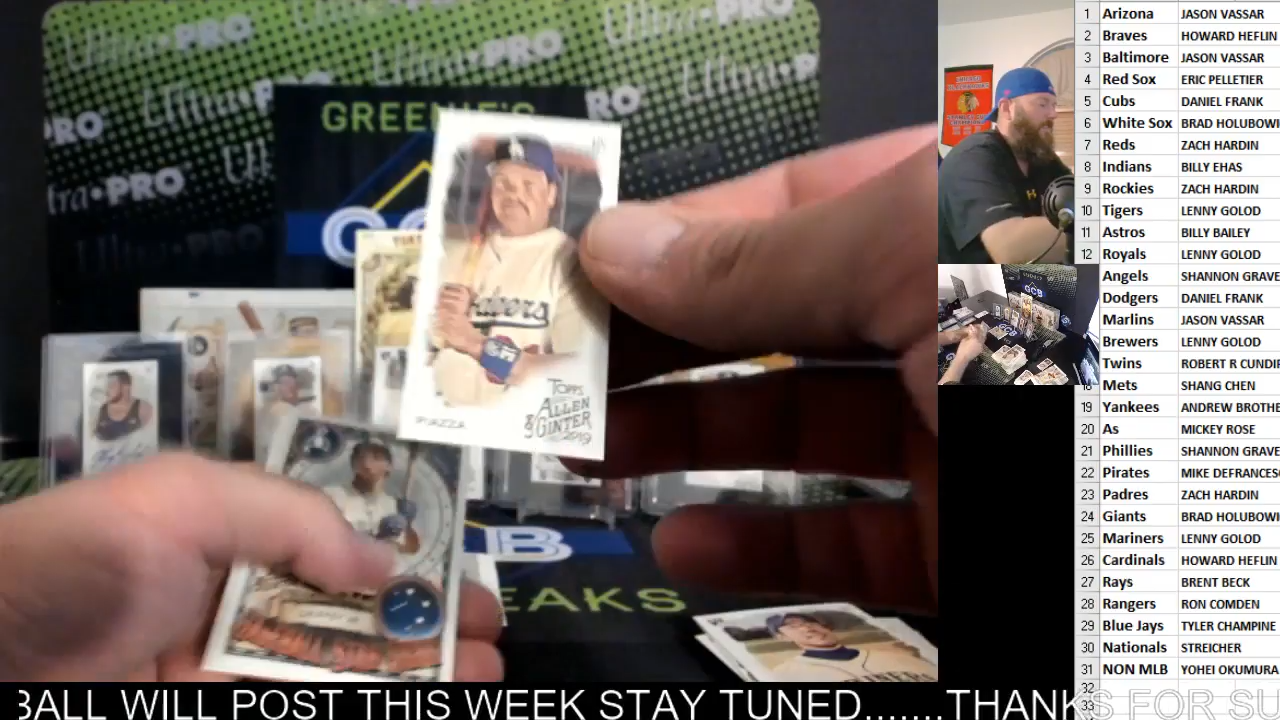 Ultra•PRO
GREENIE'S
RO
PRO
tra•PRO
PIAZZA
TOPPS
ALLEN
& GINTER
2019
B
EAKS
1 Arizona JASON VASSAR
2 Braves HOWARD HEFLIN
3 Baltimore JASON VASSAR
4 Red Sox ERIC PELLETIER
5 Cubs DANIEL FRANK
6 White Sox BRAD HOLUBOWI
7 Reds ZACH HARDIN
8 Indians BILLY EHAS
9 Rockies ZACH HARDIN
10 Tigers LENNY GOLOD
11 Astros BILLY BAILEY
12 Royals LENNY GOLOD
Angels SHANNON GRAVE
Dodgers DANIEL FRANK
Marlins JASON VASSAR
Brewers LENNY GOLOD
Twins ROBERT R CUNDIF
18 Mets SHANG CHEN
19 Yankees ANDREW BROTHE
20 As MICKEY ROSE
21 Phillies SHANNON GRAVE
22 Pirates MIKE DEFRANCES
23 Padres ZACH HARDIN
24 Giants BRAD HOLUBOWI
25 Mariners LENNY GOLOD
26 Cardinals HOWARD HEFLIN
27 Rays BRENT BECK
28 Rangers RON COMDEN
29 Blue Jays TYLER CHAMPINE
30 Nationals STREICHER
31 NON MLB YOHEI OKUMURA
32
33
BALL WILL POST THIS WEEK STAY TUNED.......THANKS FOR SU